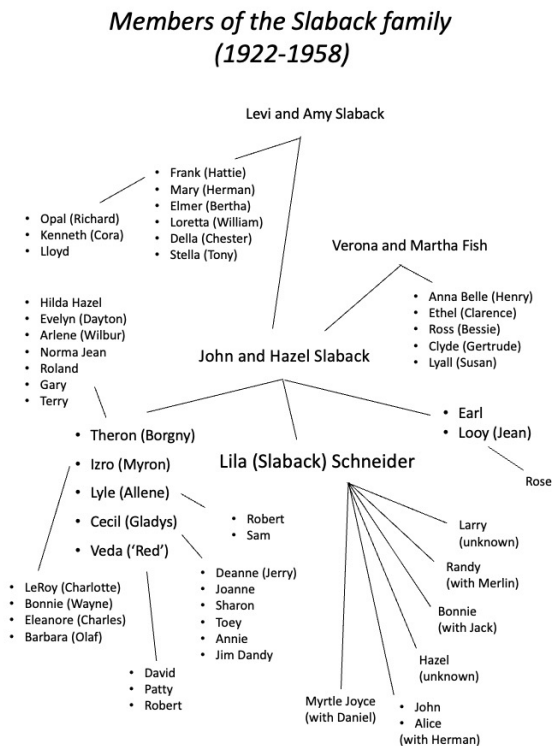 Members of the Slaback family
(1922-1958)
Levi and Amy Slaback
• Frank (Hattie)
• Mary (Herman)
• Elmer (Bertha)
• Loretta (William)
• Della (Chester)
• Stella (Tony)
• Opal (Richard)
• Kenneth (Cora)
• Lloyd
Verona and Martha Fish
• Anna Belle (Henry)
• Ethel (Clarence)
• Ross (Bessie)
• Clyde (Gertrude)
• Lyall (Susan)
• Hilda Hazel
• Evelyn (Dayton)
• Arlene (Wilbur)
• Norma Jean
• Roland
• Gary
• Terry
John and Hazel Slaback
• Theron (Borgny)
• Izro (Myron)
• Lyle (Allene)
• Cecil (Gladys)
• Veda (‘Red’)
Lila (Slaback) Schneider
• Earl
• Looy (Jean)
Rose
• Robert
• Sam
• LeRoy (Charlotte)
• Bonnie (Wayne)
• Eleanore (Charles)
• Barbara (Olaf)
• Deanne (Jerry)
• Joanne
• Sharon
• Toey
• Annie
• Jim Dandy
• David
• Patty
• Robert
Larry
(unknown)
Randy
(with Merlin)
Bonnie
(with Jack)
Hazel
(unknown)
• John
• Alice
(with Herman)
Myrtle Joyce
(with Daniel)